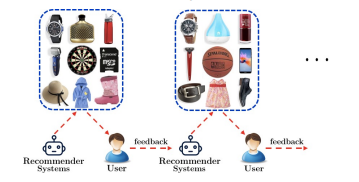 feedback
feedback
Recommender
Systems
User
Recommender
Systems
User
. . .